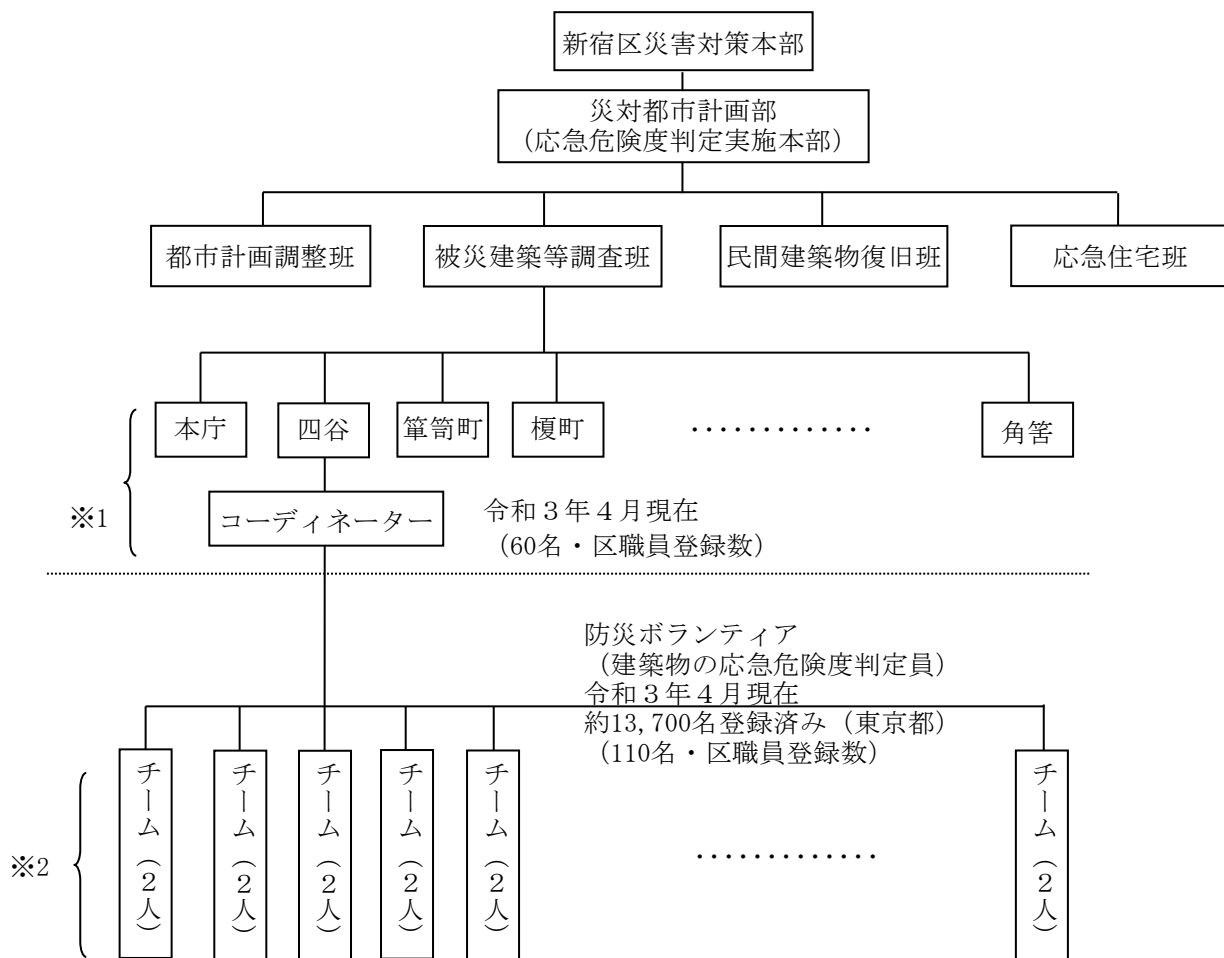 新宿区災害対策本部
災対都市計画部
（応急危険度判定実施本部）
都市計画調整班
被災建築等調査班
民間建築物復旧班
応急住宅班
本庁
四谷
簞笥町
榎町
・・・・・・・・・・・・・
角筈
※1
コーディネーター
令和３年４月現在
（60名・区職員登録数）
防災ボランティア
（建築物の応急危険度判定員）
令和３年４月現在
約13,700名登録済み（東京都）
（110名・区職員登録数）
※2
チーム（２人）
チーム（２人）
チーム（２人）
チーム（２人）
チーム（２人）
・・・・・・・・・・・・・
チーム（２人）